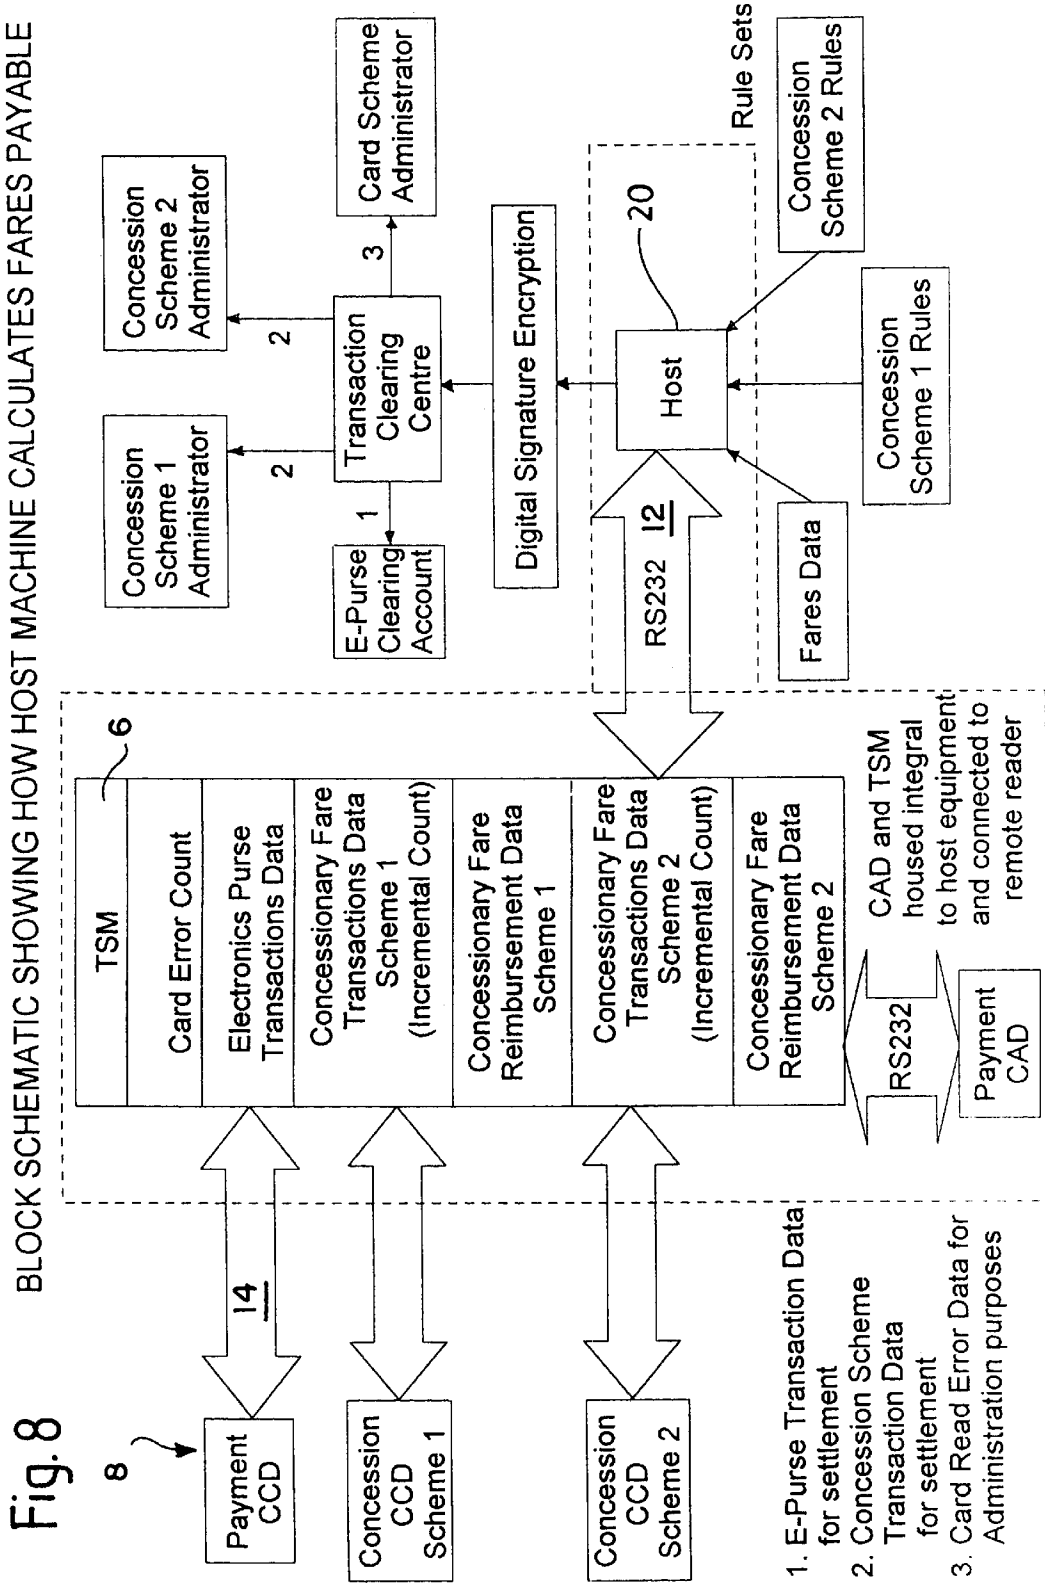 Fig. 8
BLOCK SCHEMATIC SHOWING HOW HOST MACHINE CALCULATES FARES PAYABLE
8
Payment
CCD
14
Concession
CCD
Scheme 1
Concession
CCD
Scheme 2
1. E-Purse Transaction Data
for settlement
2. Concession Scheme
Transaction Data
for settlement
3. Card Read Error Data for
Administration purposes
TSM
6
Card Error Count
Electronics Purse
Transactions Data
Concessionary Fare
Transactions Data
Scheme 1
(Incremental Count)
Concessionary Fare
Reimbursement Data
Scheme 1
Concessionary Fare
Transactions Data
Scheme 2
(Incremental Count)
Concessionary Fare
Reimbursement Data
Scheme 2
RS232
Payment
CAD
CAD and TSM
housed integral
to host equipment
and connected to
remote reader
Concession
Scheme 1
Administrator
Concession
Scheme 2
Administrator
2
2
E-Purse
Clearing
Account
1
Transaction
Clearing
Centre
3
Card Scheme
Administrator
Digital Signature Encryption
RS232
12
Host
20
Rule Sets
Fares Data
Concession
Scheme 1 Rules
Concession
Scheme 2 Rules